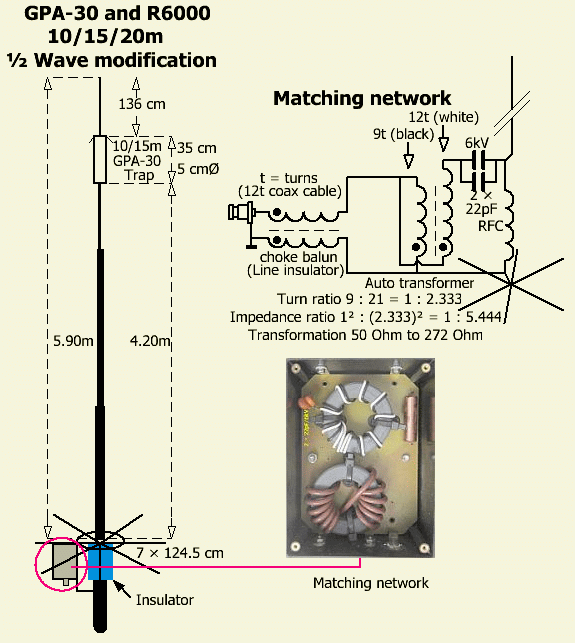 GPA-30 and R6000
10/15/20m
½ Wave modification
136 cm
10/15m
GPA-30
Trap
35 cm
5 cmØ
5.90m
4.20m
7 × 124.5 cm
Insulator
Matching network
12t (white)
9t (black)
6kV
2 ×
22pF
RFC
t = turns
(12t coax cable)
choke balun
(Line insulator)
Auto transformer
Turn ratio 9 : 21 = 1 : 2.333
Impedance ratio 1² : (2.333)² = 1 : 5.444
Transformation 50 Ohm to 272 Ohm
Matching network